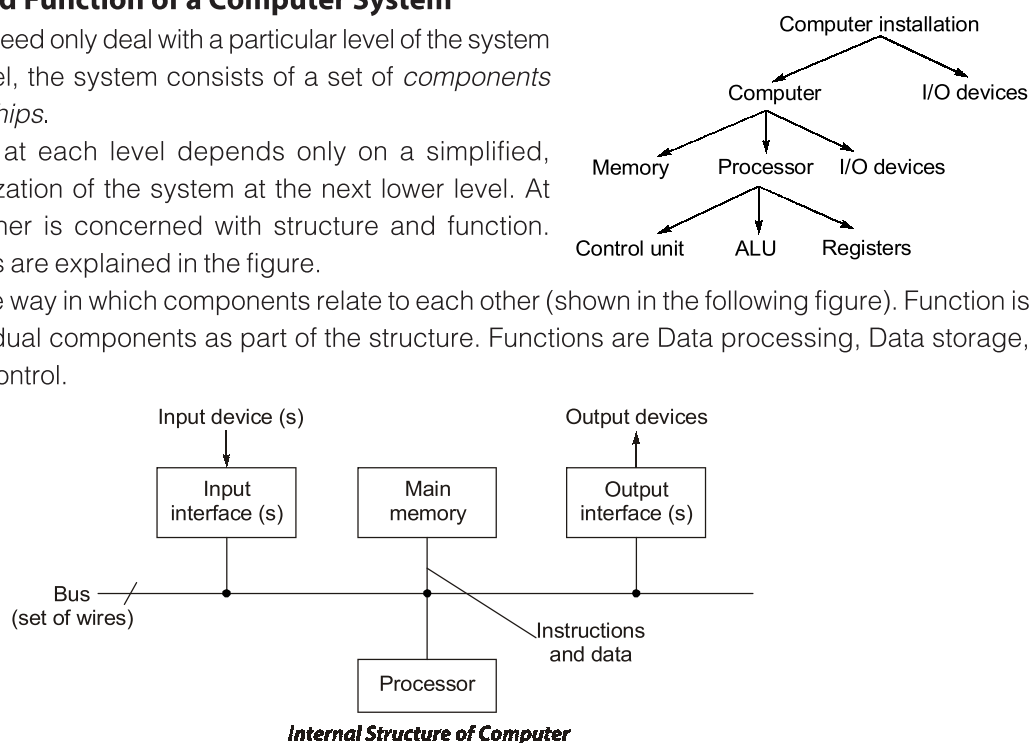 d Function of a Computer System
eed only deal with a particular level of the system
el, the system consists of a set of components
hips.
at each level depends only on a simplified,
zation of the system at the next lower level. At
ner is concerned with structure and function.
s are explained in the figure.
Computer installation
Computer
I/O devices
Memory
Processor
I/O devices
Control unit
ALU
Registers
e way in which components relate to each other (shown in the following figure). Function is
dual components as part of the structure. Functions are Data processing, Data storage,
ontrol.
Input device (s)
Output devices
Input
interface (s)
Main
memory
Output
interface (s)
Bus
(set of wires)
Instructions
and data
Processor
Internal Structure of Computer